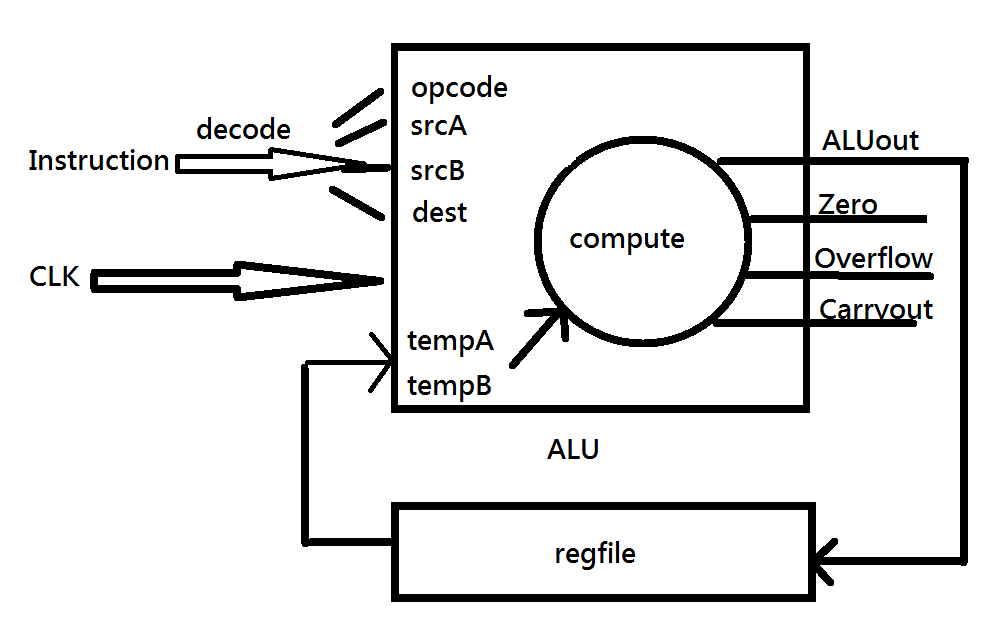 opcode
decode
srcA
Instruction
srcB
dest
ALUout
Zero
compute
Overflow
CLK
Carryout
tempA
tempB
ALU
regfile